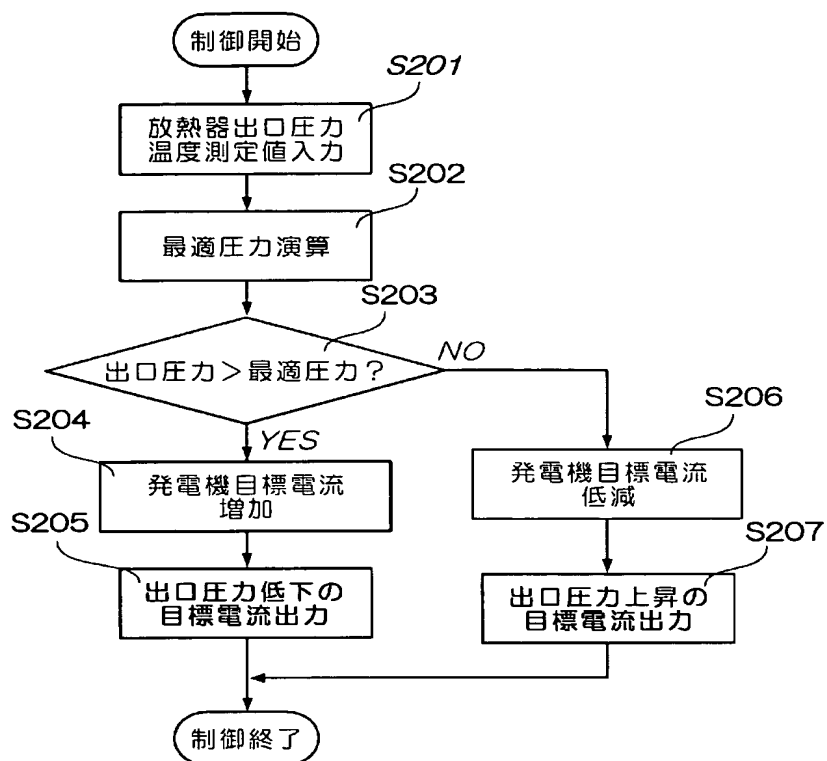 制御開始
S201
放熱器出口圧力
温度測定値入力
S202
最適圧力演算
S203
出口圧力＞最適圧力？
NO
YES
S204
発電機目標電流
増加
S205
出口圧力低下の
目標電流出力
S206
発電機目標電流
低減
S207
出口圧力上昇の
目標電流出力
制御終了